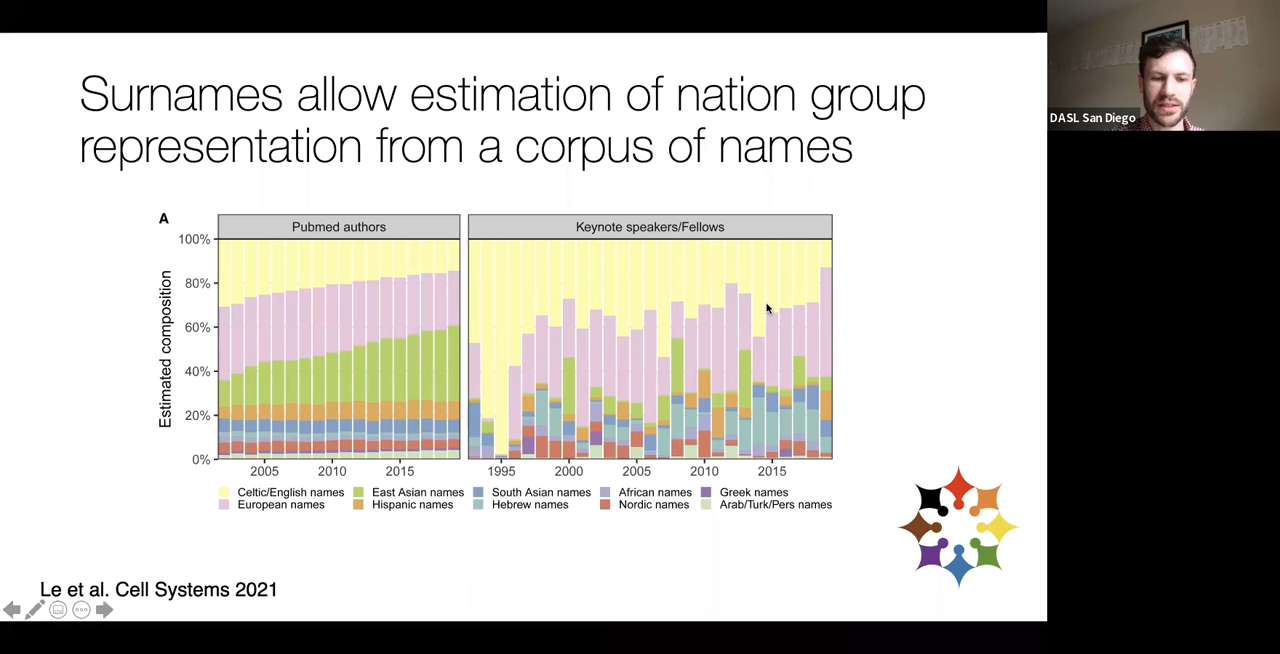 Surnames allow estimation of nation group
representation from a corpus of names
DASL San Diego
A
Pubmed authors
Keynote speakers/Fellows
Estimated composition
100%
80%
60%
40%
20%
0%
2005 2010 2015
1995 2000 2005 2010 2015
Celtic/English names East Asian names South Asian names African names Greek names
European names Hispanic names Hebrew names Nordic names Arab/Turk/Pers names
Le et al. Cell Systems 2021